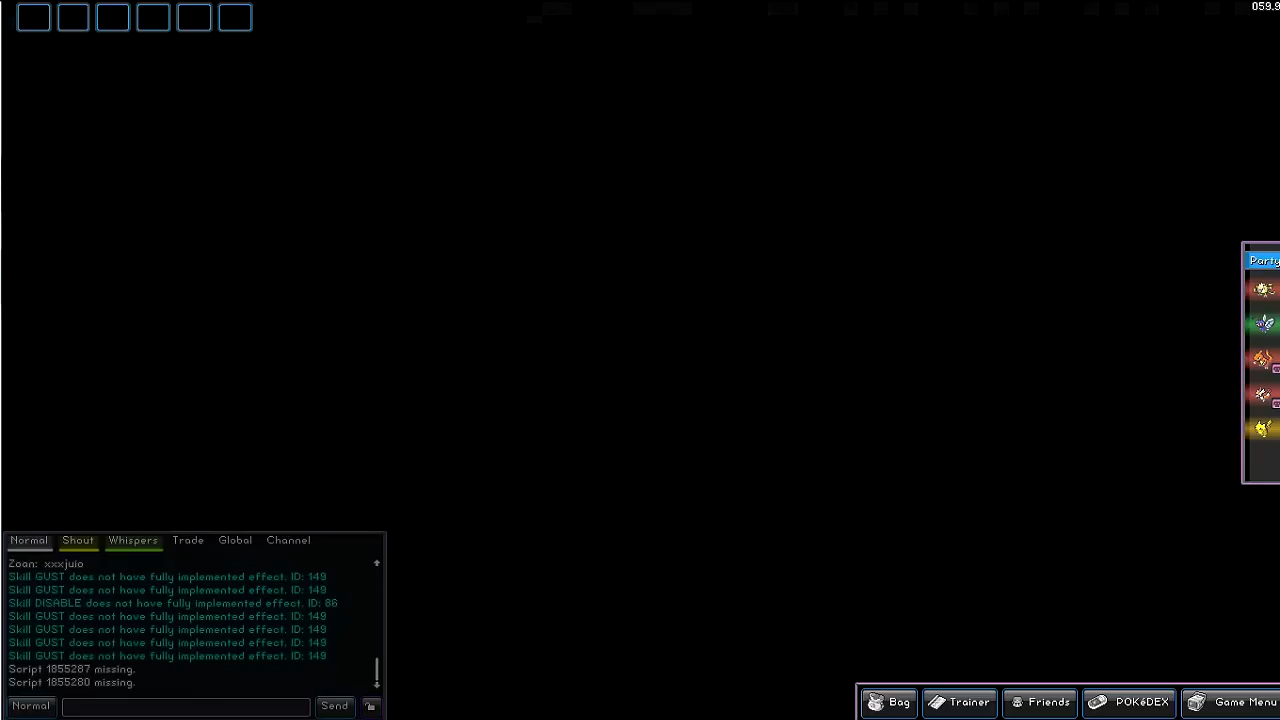 059.9
Party
Normal Shout Whispers Trade Global Channel
Zoan: xxxjuio
Skill GUST does not have fully implemented effect. ID: 149
Skill GUST does not have fully implemented effect. ID: 149
Skill DISABLE does not have fully implemented effect. ID: 86
Skill GUST does not have fully implemented effect. ID: 149
Skill GUST does not have fully implemented effect. ID: 149
Skill GUST does not have fully implemented effect. ID: 149
Skill GUST does not have fully implemented effect. ID: 149
Script 1855287 missing.
Script 1855280 missing.
Normal Send
Bag Trainer Friends POKéDEX Game Menu